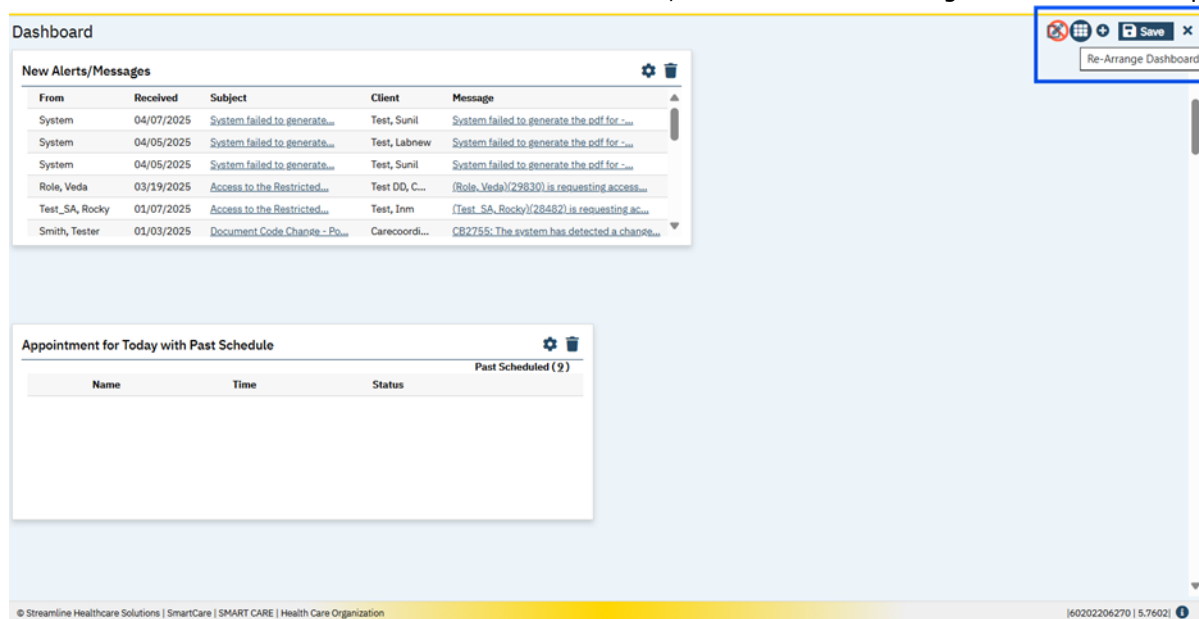 Dashboard
Save
Re-Arrange Dashboard
New Alerts/Messages
From Received Subject Client Message
System 04/07/2025 System failed to generate... Test, Sunil System failed to generate the pdf for -...
System 04/05/2025 System failed to generate... Test, Labnew System failed to generate the pdf for -...
System 04/05/2025 System failed to generate... Test, Sunil System failed to generate the pdf for -...
Role, Veda 03/19/2025 Access to the Restricted... Test DD, C... (Role, Veda)(29830) is requesting access...
Test_SA, Rocky 01/07/2025 Access to the Restricted... Test, Inm (Test_SA, Rocky)(28482) is requesting ac...
Smith, Tester 01/03/2025 Document Code Change - Po... Carecoordi... CB2755: The system has detected a change...
Appointment for Today with Past Schedule
Past Scheduled (9)
Name Time Status
© Streamline Healthcare Solutions | SmartCare | SMART CARE | Health Care Organization
|60202206270 | 5.7602|